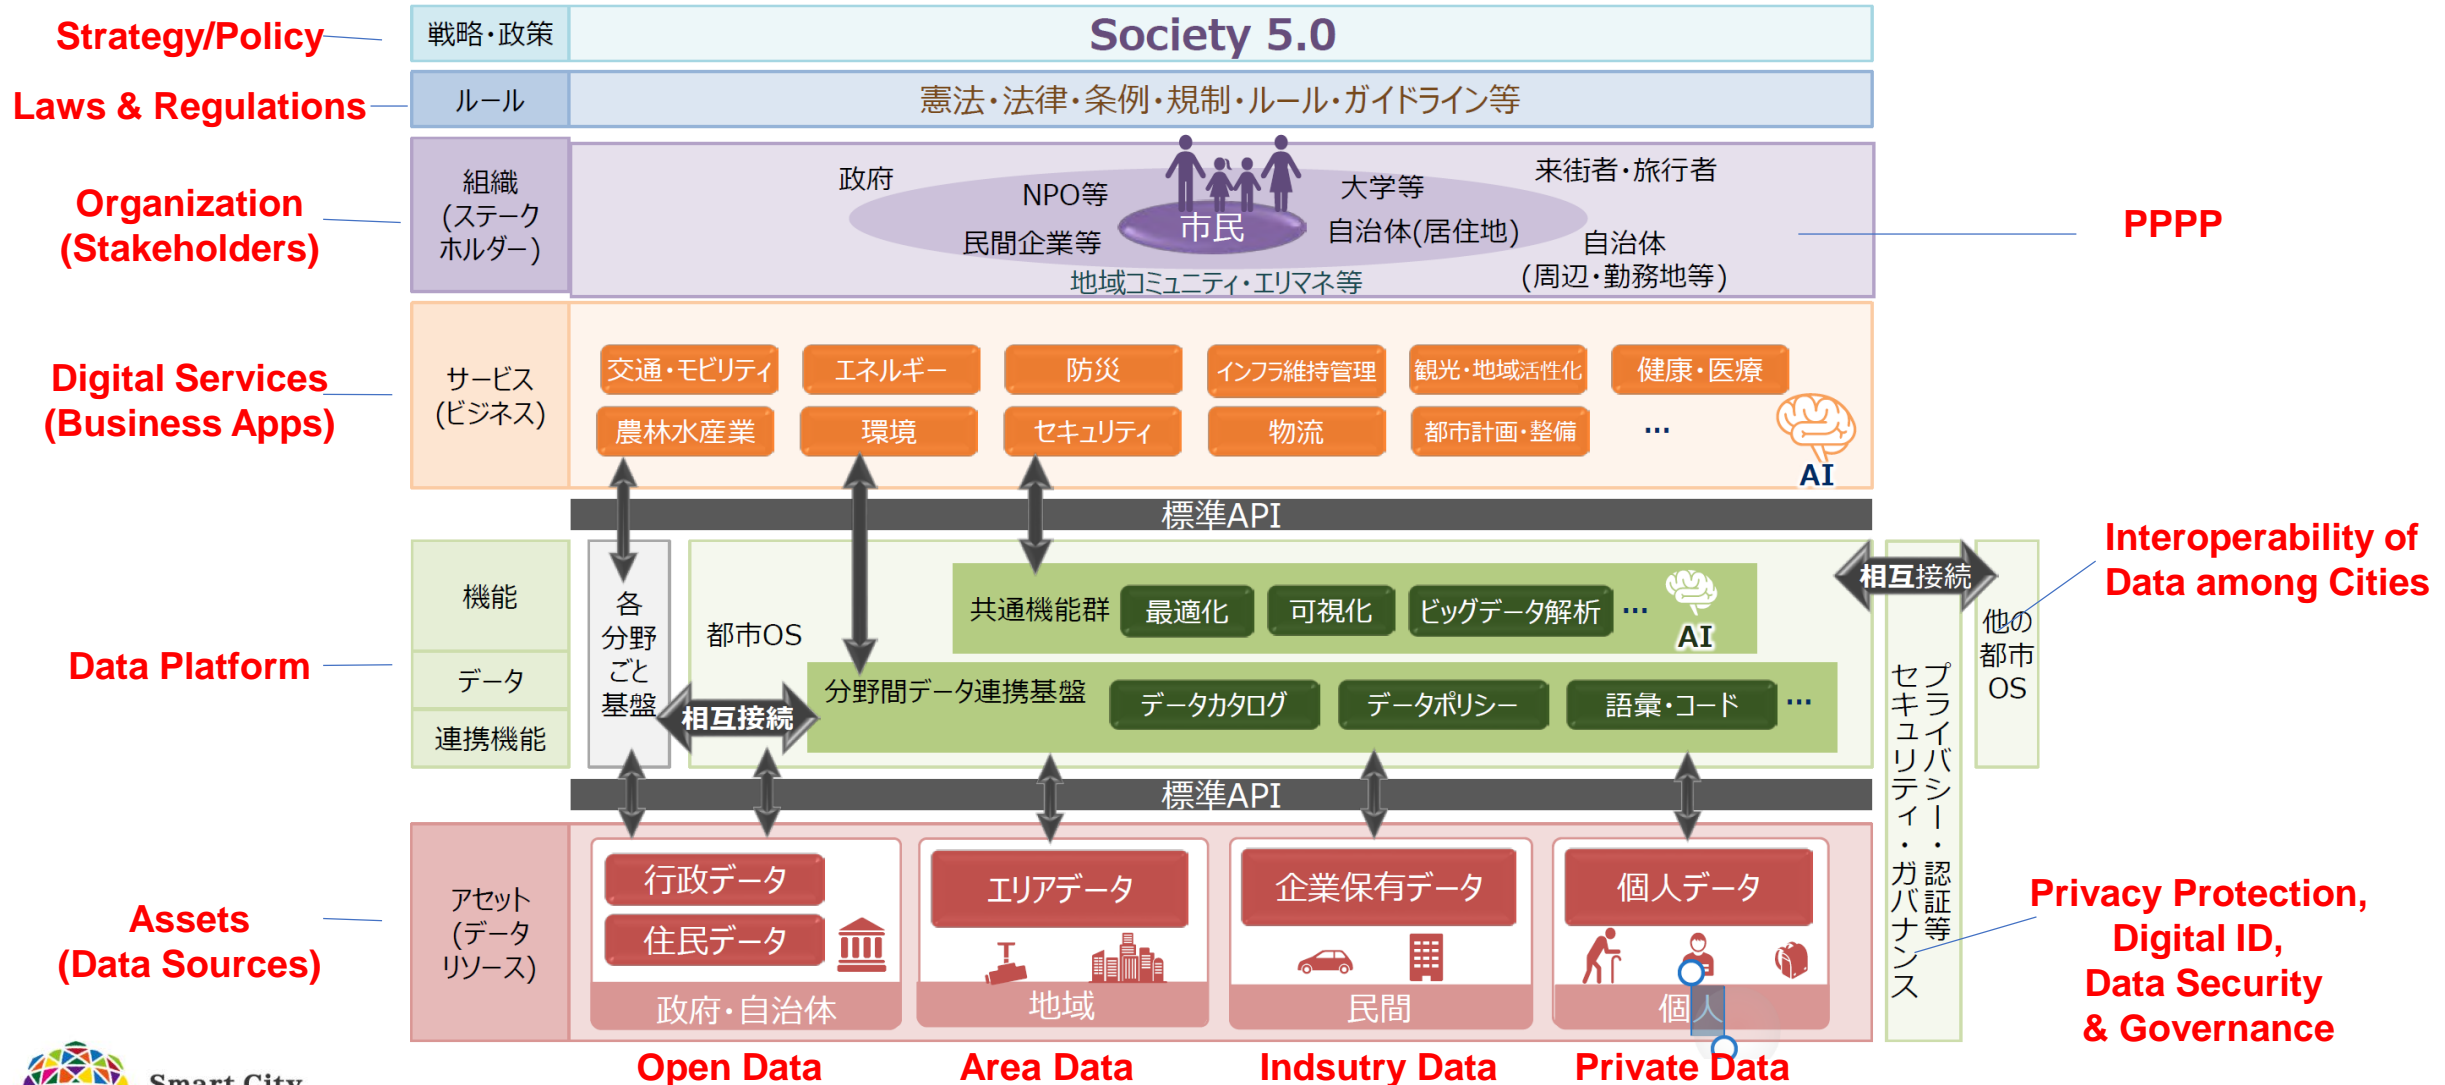 Strategy/Policy
戦略・政策
Society 5.0
Laws & Regulations
ルール
憲法・法律・条例・規制・ルール・ガイドライン等
Organization
(Stakeholders)
組織
(ステーク
ホルダー)
政府
NPO等
民間企業等
市民
大学等
自治体(居住地)
来街者・旅行者
自治体
(周辺・勤務地等)
地域コミュニティ・エリマネ等
PPPP
Digital Services
(Business Apps)
サービス
(ビジネス)
交通・モビリティ
エネルギー
防災
インフラ維持管理
観光・地域活性化
健康・医療
農林水産業
環境
セキュリティ
物流
都市計画・整備
…
AI
標準API
Data Platform
機能
データ
連携機能
各
分野
ごと
基盤
相互接続
都市OS
共通機能群
最適化
可視化
ビッグデータ解析
…
AI
分野間データ連携基盤
データカタログ
データポリシー
語彙・コード
…
相互接続
他の
都市
OS
Interoperability of
Data among Cities
プライバシー・認証等
セキュリティ・ガバナンス
標準API
Assets
(Data Sources)
アセット
(データ
リソース)
行政データ
住民データ
政府・自治体
エリアデータ
地域
企業保有データ
民間
個人データ
個人
Privacy Protection,
Digital ID,
Data Security
& Governance
Open Data
Area Data
Indsutry Data
Private Data
Smart City